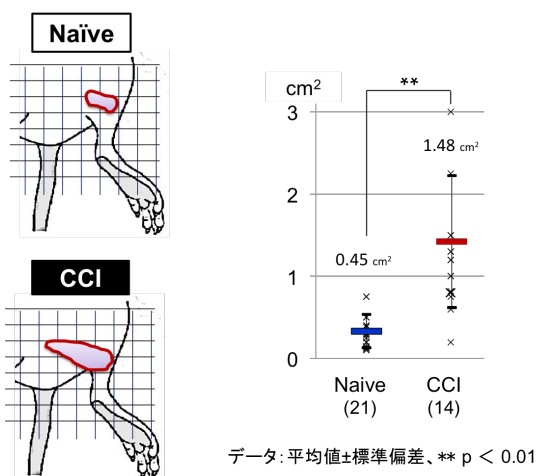 Naïve
CCI
cm²
**
3
1.48 cm²
2
0.45 cm²
1
0
Naive
(21)
CCI
(14)
データ:平均値±標準偏差、** p < 0.01